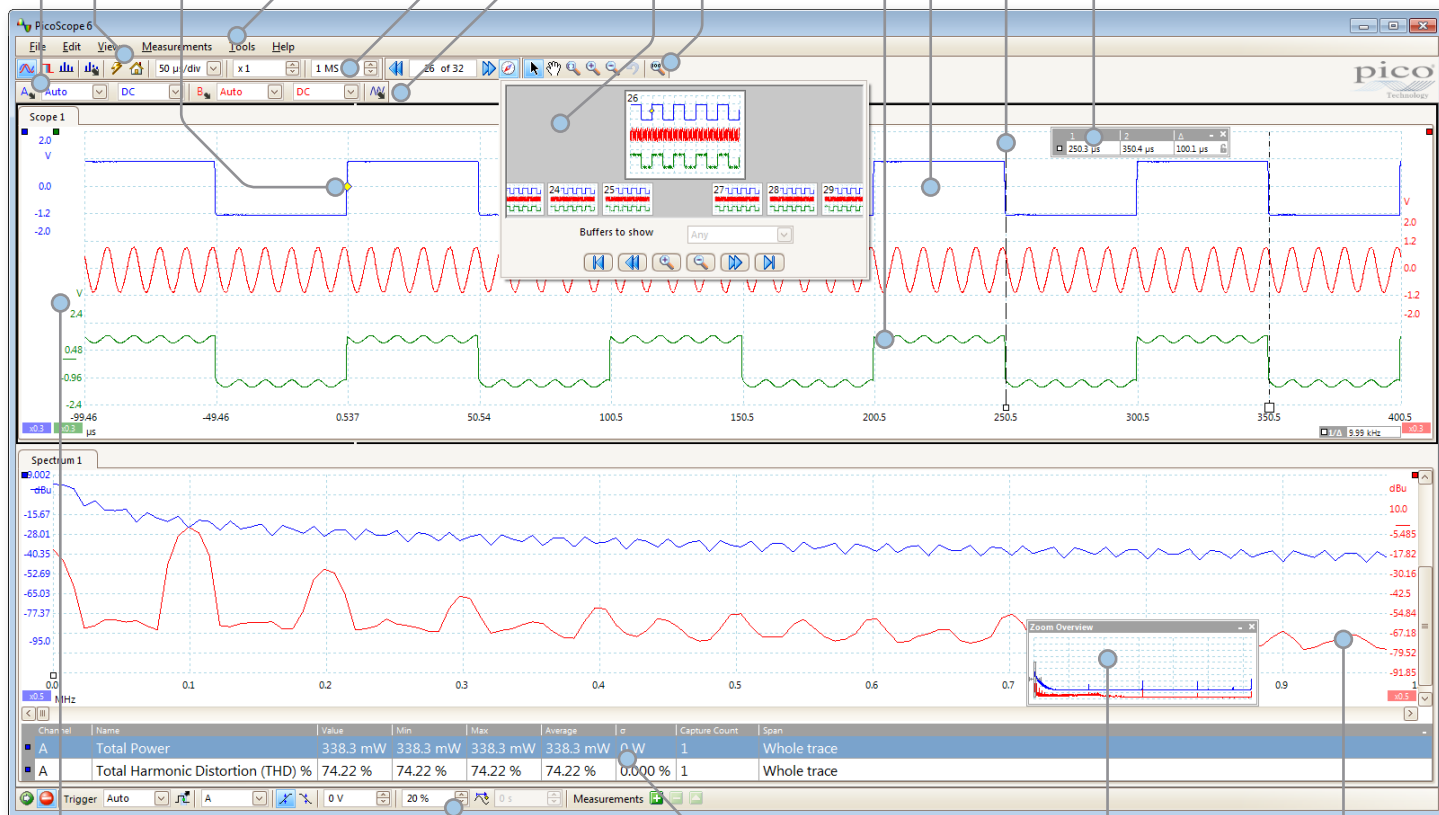 PicoScope 6
File Edit Views Measurements Tools Help
50 µs/div x 1 1 MS 26 of 32
pico
Technology
A Auto DC B Auto DC
Scope 1
26
24 25 27 28 29
Buffers to show Any
1 2 Δ
250.3 µs 350.4 µs 100.1 µs
2.0
V
0.0
-1.2
-2.0
V
2.4
0.48
-0.96
-2.4
V
2.0
1.2
0.0
-1.2
-2.0
-99.46 -49.46 0.537 50.54 100.5 150.5 200.5 250.5 300.5 350.5 400.5
x0.3 x0.3 µs
1/Δ 9.99 kHz x0.3
Spectrum 1
9.002
dBu
-15.67
-28.01
-40.35
-52.69
-65.03
-77.37
-95.0
dBu
10.0
-5.485
-17.82
-30.16
-42.5
-54.84
-67.18
-79.52
-91.85
Zoom Overview
0.0 0.1 0.2 0.3 0.4 0.5 0.6 0.7 0.9 1
x0.5 MHz x0.5
Channel Name Value Min Max Average σ Capture Count Span
A Total Power 338.3 mW 338.3 mW 338.3 mW 338.3 mW 0 W 1 Whole trace
A Total Harmonic Distortion (THD) % 74.22 % 74.22 % 74.22 % 74.22 % 0.000 % 1 Whole trace
Trigger Auto A 0 V 20 % 0 s Measurements